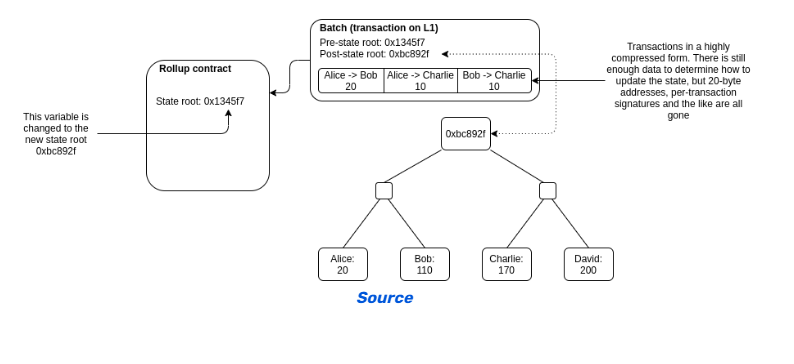 Batch (transaction on L1)
Pre-state root: 0x1345f7
Post-state root: 0xbc892f
Alice -> Bob
20
Alice -> Charlie
10
Bob -> Charlie
10
Rollup contract
State root: 0x1345f7
This variable is
changed to the
new state root
0xbc892f
Transactions in a highly
compressed form. There is still
enough data to determine how to
update the state, but 20-byte
addresses, per-transaction
signatures and the like are all
gone
0xbc892f
Alice:
20
Bob:
110
Charlie:
170
David:
200
Source